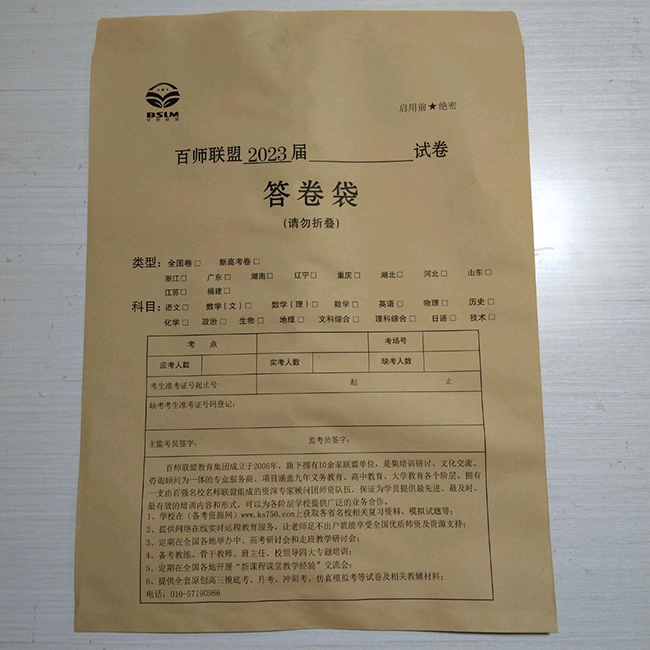 BSLM
启用前★绝密
百师联盟 2023 届____________试卷
答卷袋
(请勿折叠)
类型：全国卷□ 新高考卷□
浙江□ 广东□ 湖南□ 辽宁□ 重庆□ 湖北□ 河北□ 山东□
江苏□ 福建□
科目：语文□ 数学(文)□ 数学(理)□ 数学□ 英语□ 物理□ 历史□
化学□ 政治□ 生物□ 地理□ 文科综合□ 理科综合□ 日语□ 技术□
考 点 考场号
应考人数 实考人数 缺考人数
考生准考证号起止号 起 止
缺考考生准考证号码登记：
主监考员签字： 监考员签字：
百师联盟教育集团成立于2005年，旗下拥有10余家联盟单位，是集培训研讨、文化交流、
咨询顾问为一体的专业服务商，项目涵盖九年义务教育、高中教育、大学教育各个阶层，拥有
一支由百强名校名师联盟组成的资深专家顾问团师资队伍，保证为学员提供最先进、最及时、
最有效的培训内容和形式，可以为各阶层学校提供广泛的业务合作。
1、学校在（备考资源网）www.ks750.com上获取各省名校相关复习资料、模拟试题等；
2、提供网络在线实时远程教育服务，让老师足不出户就能享受全国优质师资及资源支持；
3、定期在全国各地举办中、高考研讨会和走班教学研讨会；
4、备考教练、骨干教师、班主任、校领导四大专题培训；
5、定期在全国各地开展“新课程课堂教学经验”交流会；
6、提供全套原创高三摸底考、月考、冲刺考、仿真模拟考等试卷及相关教辅材料；
电话：010-57190966